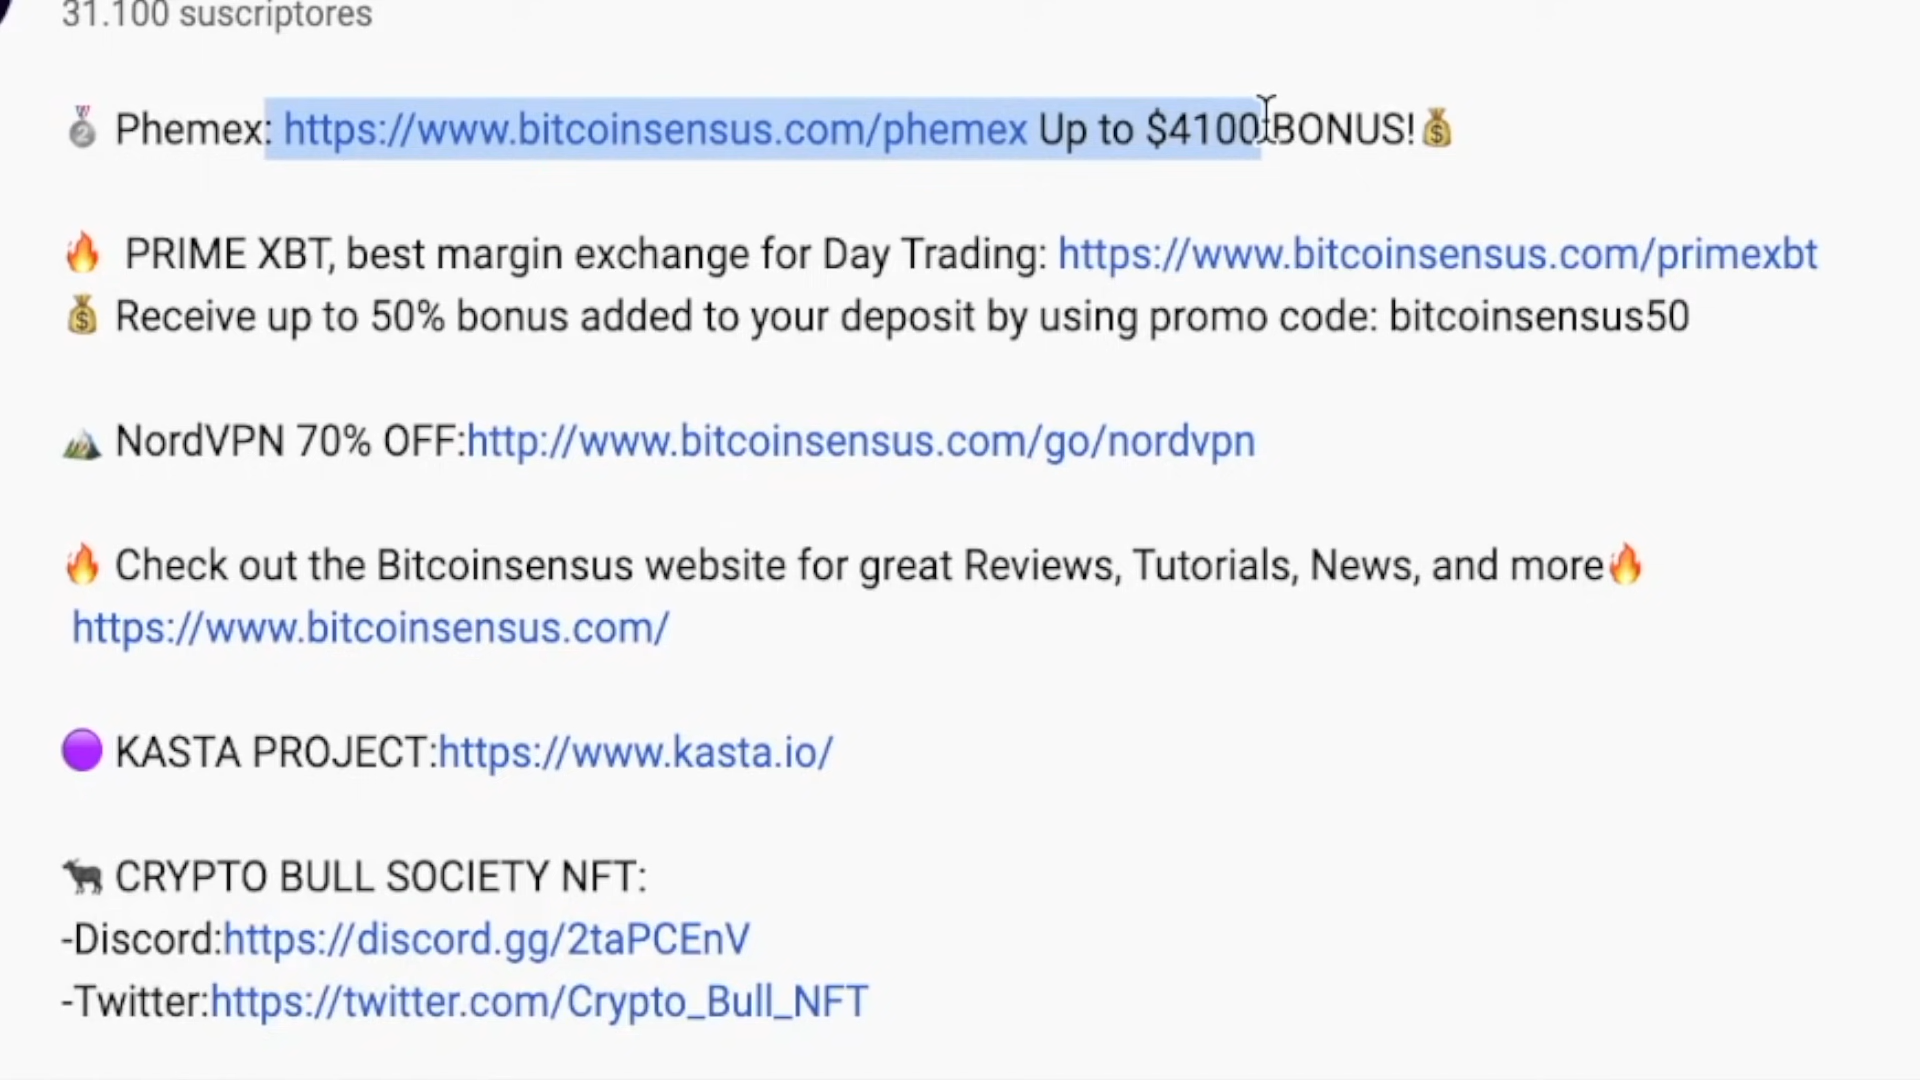 31.100 suscriptores
🥈 Phemex: https://www.bitcoinsensus.com/phemex Up to $4100 BONUS!💰
🔥 PRIME XBT, best margin exchange for Day Trading: https://www.bitcoinsensus.com/primexbt
💰 Receive up to 50% bonus added to your deposit by using promo code: bitcoinsensus50
🏔️ NordVPN 70% OFF:http://www.bitcoinsensus.com/go/nordvpn
🔥 Check out the Bitcoinsensus website for great Reviews, Tutorials, News, and more🔥
https://www.bitcoinsensus.com/
🟣 KASTA PROJECT:https://www.kasta.io/
🐂 CRYPTO BULL SOCIETY NFT:
-Discord:https://discord.gg/2taPCEnV
-Twitter:https://twitter.com/Crypto_Bull_NFT